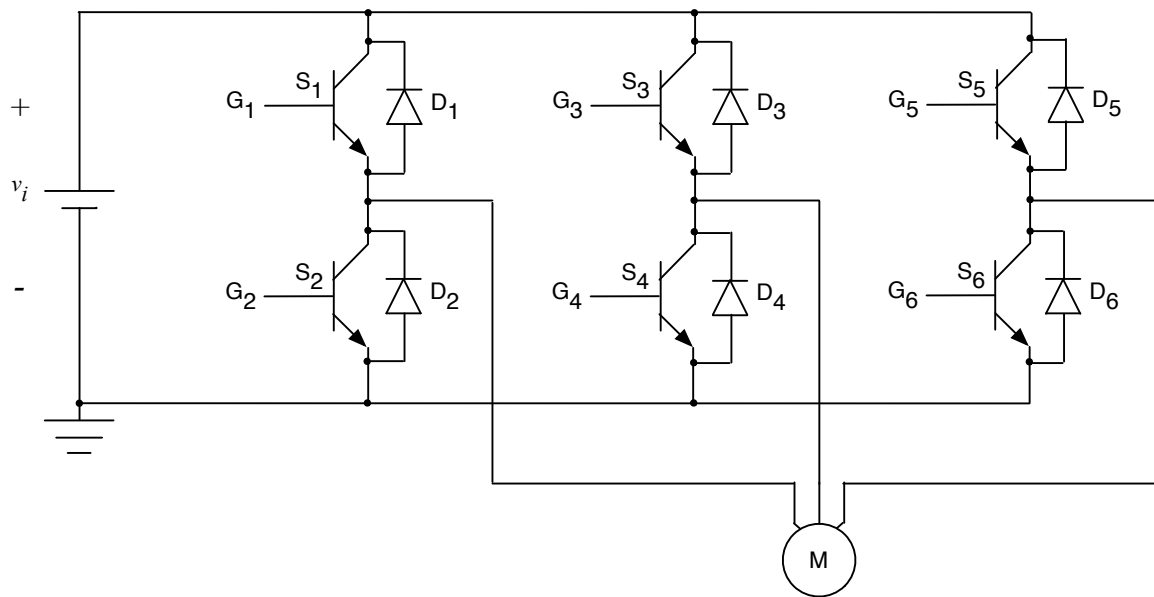 +
v_i
-
G_1
S_1
D_1
G_3
S_3
D_3
G_5
S_5
D_5
G_2
S_2
D_2
G_4
S_4
D_4
G_6
S_6
D_6
M